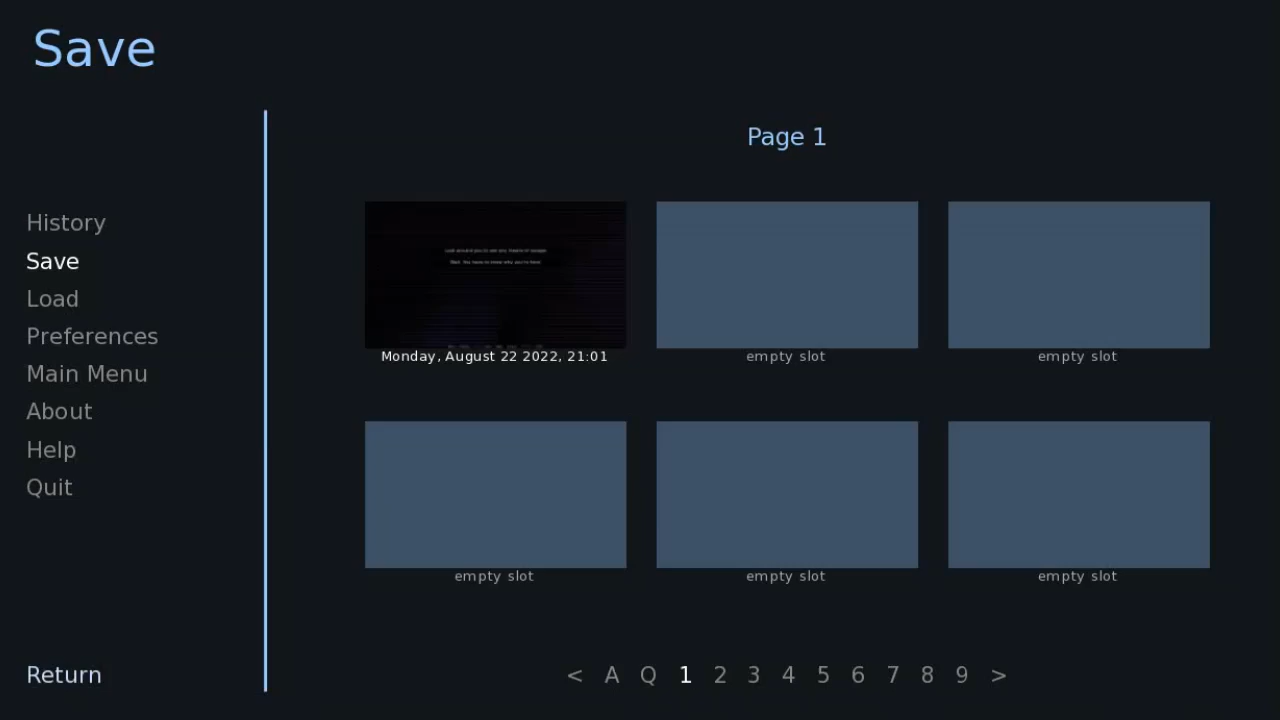 Save
Page 1
History
Save
Load
Preferences
Main Menu
About
Help
Quit
Monday, August 22 2022, 21:01
empty slot
empty slot
empty slot
empty slot
empty slot
Return
< A Q 1 2 3 4 5 6 7 8 9 >